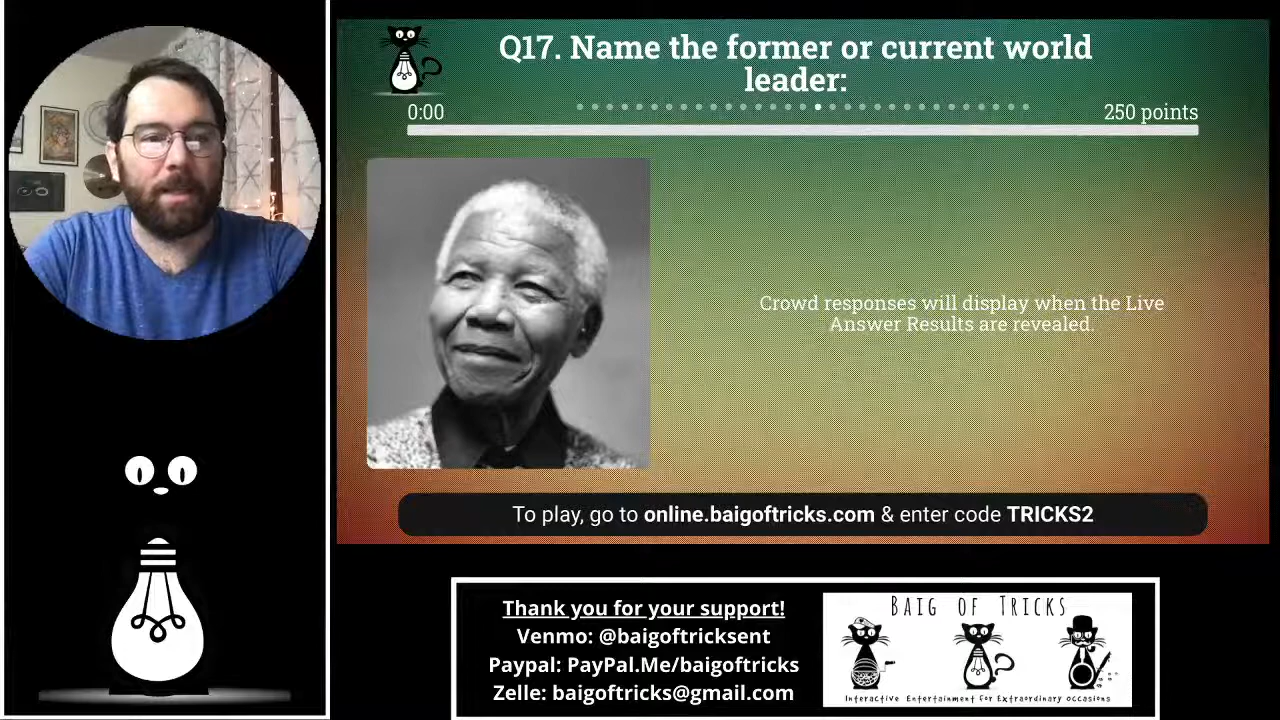 Q17. Name the former or current world
leader:
0:00
250 points
Crowd responses will display when the Live
Answer Results are revealed.
To play, go to online.baigoftricks.com & enter code TRICKS2
Thank you for your support!
Venmo: @baigoftricksent
Paypal: PayPal.Me/baigoftricks
Zelle: baigoftricks@gmail.com
BAIG OF TRICKS
Interactive Entertainment for Extraordinary occasions